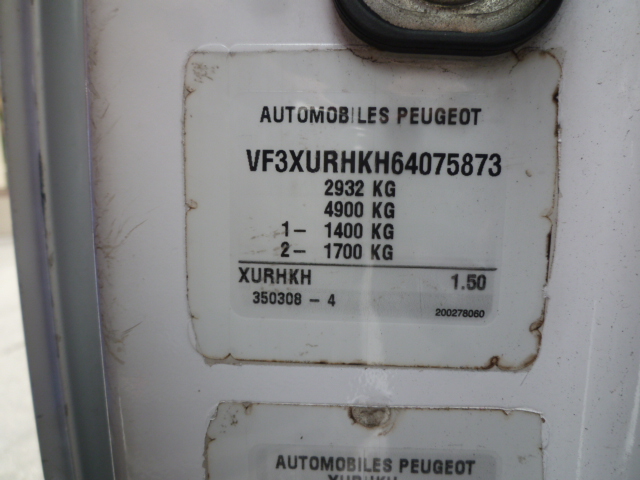 AUTOMOBILES PEUGEOT
VF3XURHKH64075873
2932 KG
4900 KG
1- 1400 KG
2- 1700 KG
XURHKH 1.50
350308 - 4
200278060
AUTOMOBILES PEUGEOT
XURHKH